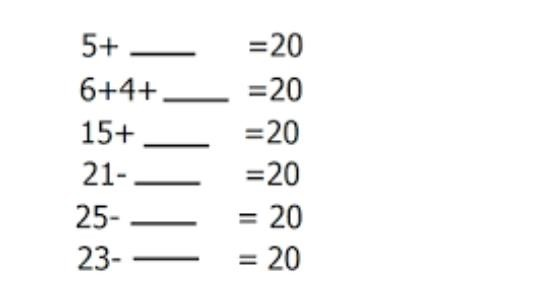 5+ ____ =20
6+4+____ =20
15+ ____ =20
21- ____ =20
25- ____ = 20
23- ____ = 20